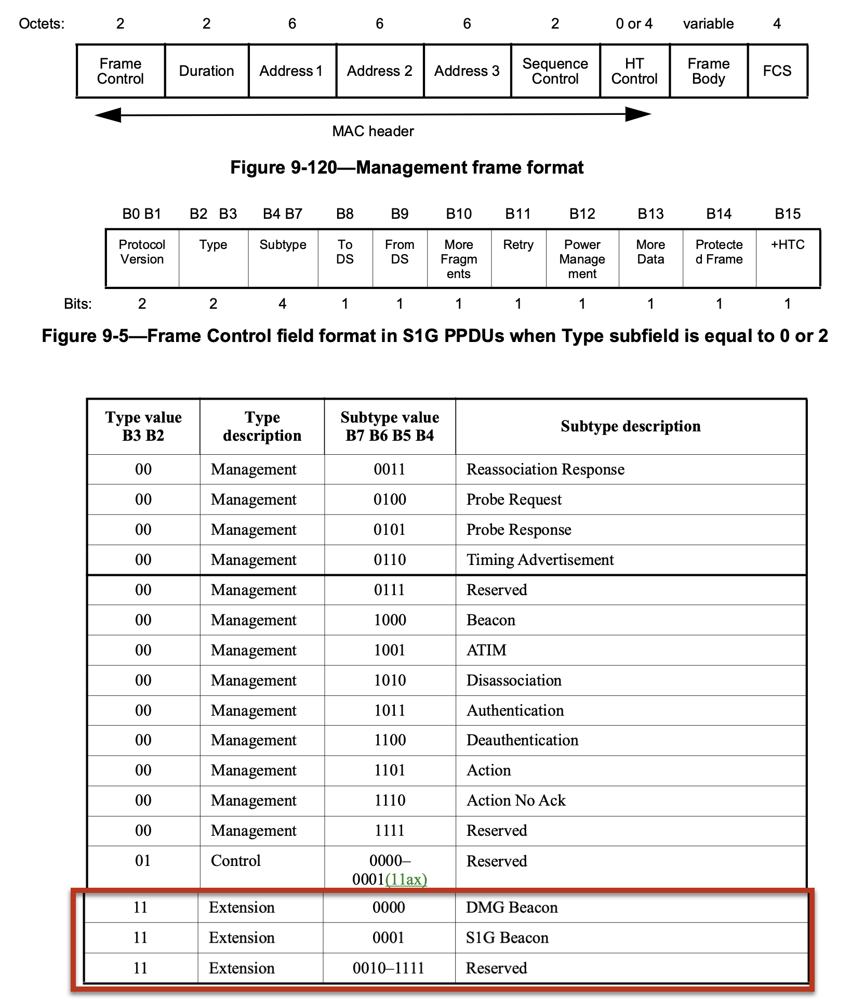 Octets: 2 2 6 6 6 2 0 or 4 variable 4
Frame Control Duration Address 1 Address 2 Address 3 Sequence Control HT Control Frame Body FCS
MAC header
Figure 9-120—Management frame format
B0 B1 B2 B3 B4 B7 B8 B9 B10 B11 B12 B13 B14 B15
Protocol Version Type Subtype To DS From DS More Fragm ents Retry Power Manage ment More Data Protecte d Frame +HTC
Bits: 2 2 4 1 1 1 1 1 1 1 1
Figure 9-5—Frame Control field format in S1G PPDUs when Type subfield is equal to 0 or 2
Type value B3 B2 Type description Subtype value B7 B6 B5 B4 Subtype description
00 Management 0011 Reassociation Response
00 Management 0100 Probe Request
00 Management 0101 Probe Response
00 Management 0110 Timing Advertisement
00 Management 0111 Reserved
00 Management 1000 Beacon
00 Management 1001 ATIM
00 Management 1010 Disassociation
00 Management 1011 Authentication
00 Management 1100 Deauthentication
00 Management 1101 Action
00 Management 1110 Action No Ack
00 Management 1111 Reserved
01 Control 0000–0001(11ax) Reserved
11 Extension 0000 DMG Beacon
11 Extension 0001 S1G Beacon
11 Extension 0010–1111 Reserved